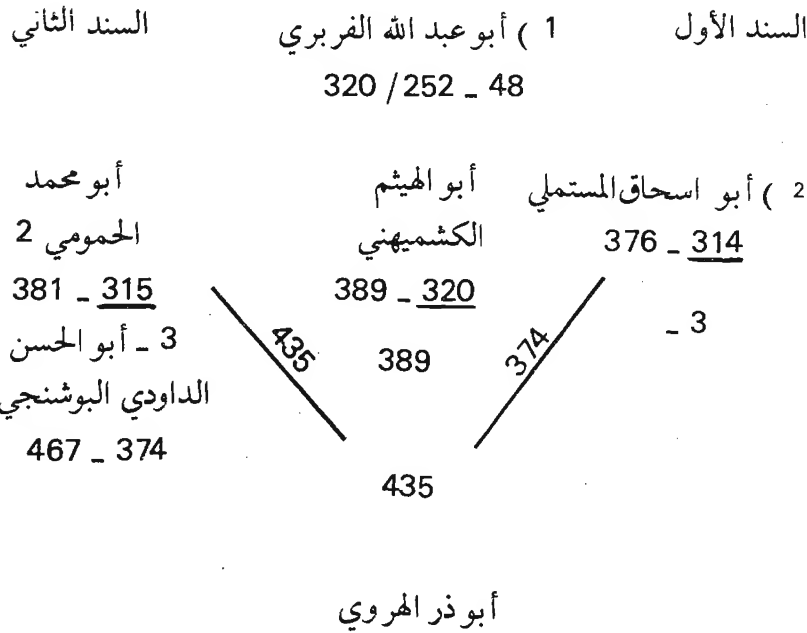 السند الأول 1 ) أبو عبد الله الفربري السند الثاني
48 ـ 252/ 320
2 ) أبو اسحاق المستملي أبو الهيثم أبو محمد
الكشميهني الحمومي 2
314 ـ 376 320 ـ 389 315 ـ 381
3 ـ 374 389 435 3 ـ أبو الحسن
الداودي البوشنجي
374 ـ 467
435
أبو ذر الهروي